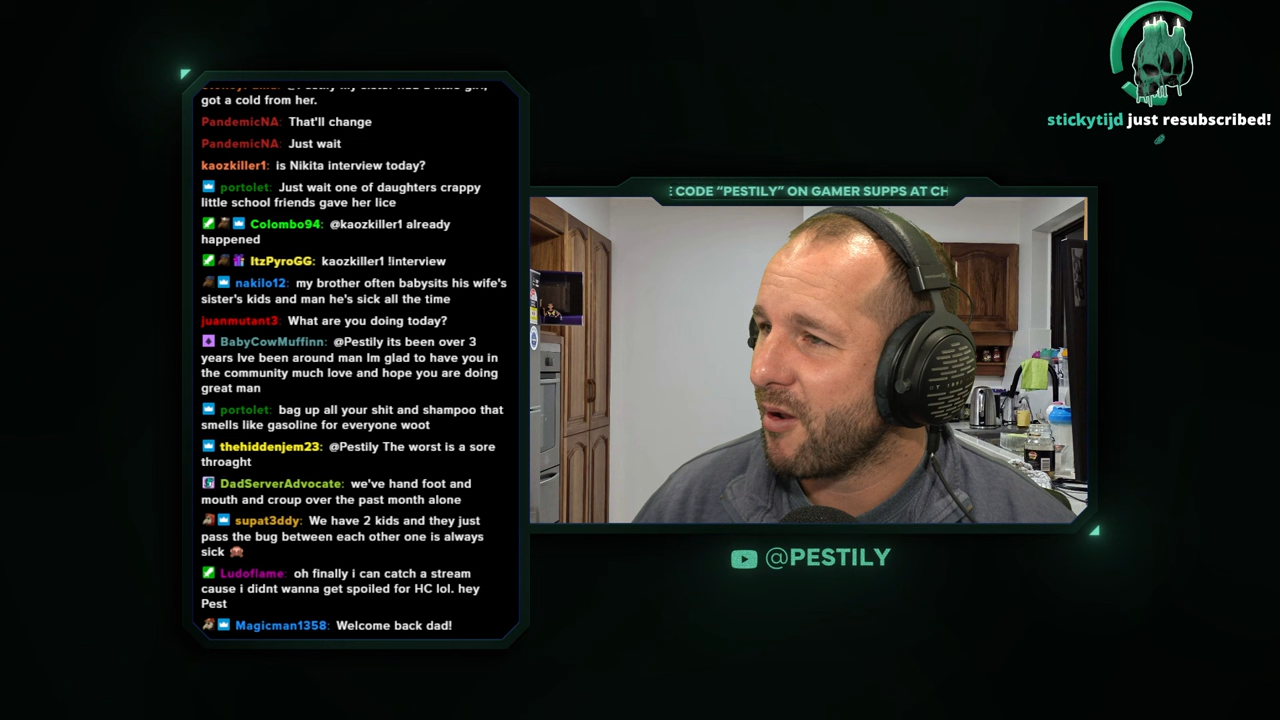 got a cold from her.
PandemicNA: That'll change
PandemicNA: Just wait
kaozkiller1: is Nikita interview today?
portolet: Just wait one of daughters crappy
little school friends gave her lice
Colombo94: @kaozkiller1 already
happened
ItzPyroGG: kaozkiller1 !interview
nakilo12: my brother often babysits his wife's
sister's kids and man he's sick all the time
juanmutant3: What are you doing today?
BabyCowMuffinn: @Pestily its been over 3
years Ive been around man Im glad to have you in
the community much love and hope you are doing
great man
portolet: bag up all your shit and shampoo that
smells like gasoline for everyone woot
thehiddenjem23: @Pestily The worst is a sore
throaght
DadServerAdvocate: we've hand foot and
mouth and croup over the past month alone
supat3ddy: We have 2 kids and they just
pass the bug between each other one is always
sick
Ludoflame: oh finally i can catch a stream
cause i didnt wanna get spoiled for HC lol. hey
Pest
Magicman1358: Welcome back dad!
CODE “PESTILY” ON GAMER SUPPS AT CH
@PESTILY
stickytijd just resubscribed!